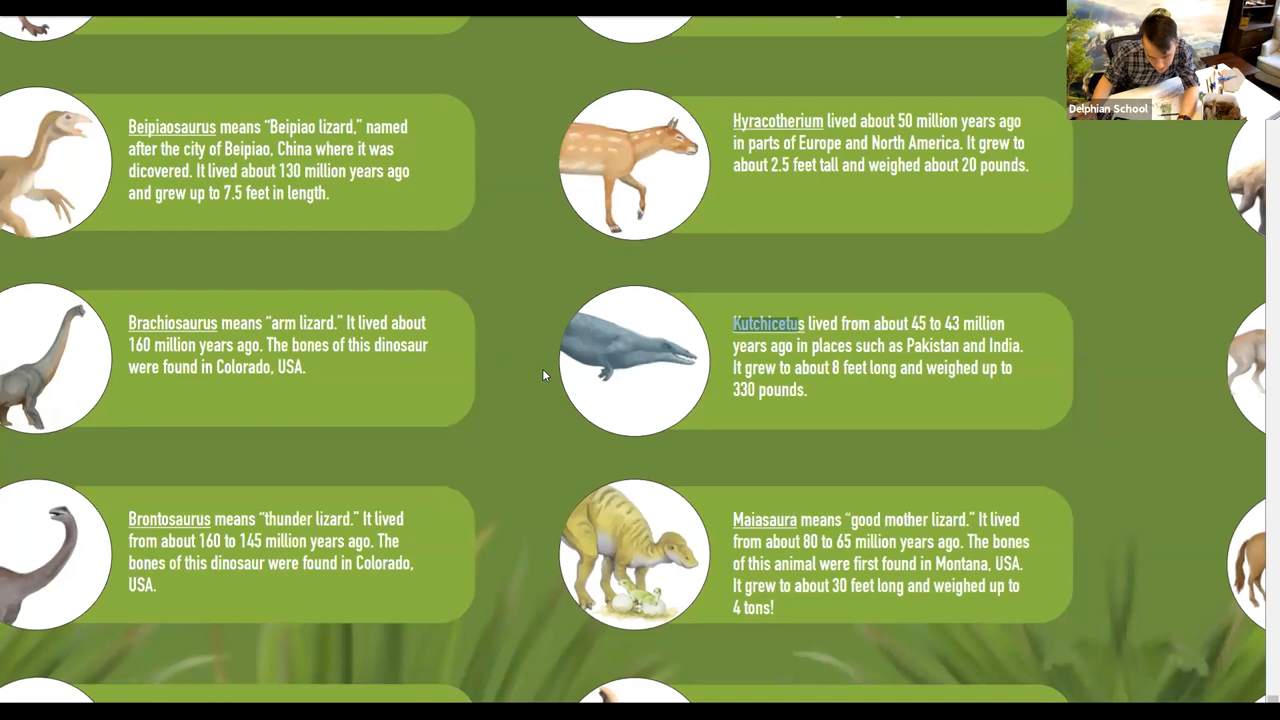 Delphian School
Beipiaosaurus means “Beipiao lizard,” named
after the city of Beipiao, China where it was
dicovered. It lived about 130 million years ago
and grew up to 7.5 feet in length.
Hyracotherium lived about 50 million years ago
in parts of Europe and North America. It grew to
about 2.5 feet tall and weighed about 20 pounds.
Brachiosaurus means “arm lizard.” It lived about
160 million years ago. The bones of this dinosaur
were found in Colorado, USA.
Kutchicetus lived from about 45 to 43 million
years ago in places such as Pakistan and India.
It grew to about 8 feet long and weighed up to
330 pounds.
Brontosaurus means “thunder lizard.” It lived
from about 160 to 145 million years ago. The
bones of this dinosaur were found in Colorado,
USA.
Maiasaura means “good mother lizard.” It lived
from about 80 to 65 million years ago. The bones
of this animal were first found in Montana, USA.
It grew to about 30 feet long and weighed up to
4 tons!